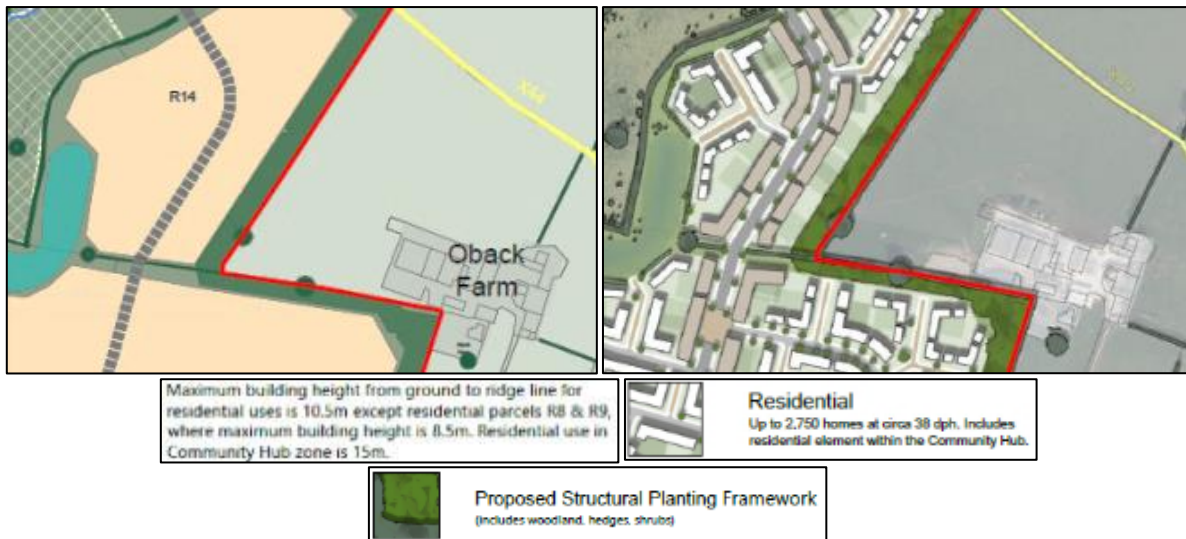 R14
X44
Oback
Farm
Maximum building height from ground to ridge line for
residential uses is 10.5m except residential parcels R8 & R9,
where maximum building height is 8.5m. Residential use in
Community Hub zone is 15m.
Residential
Up to 2,750 homes at circa 38 dph. Includes
residential element within the Community Hub.
Proposed Structural Planting Framework
(includes woodland, hedges, shrubs)